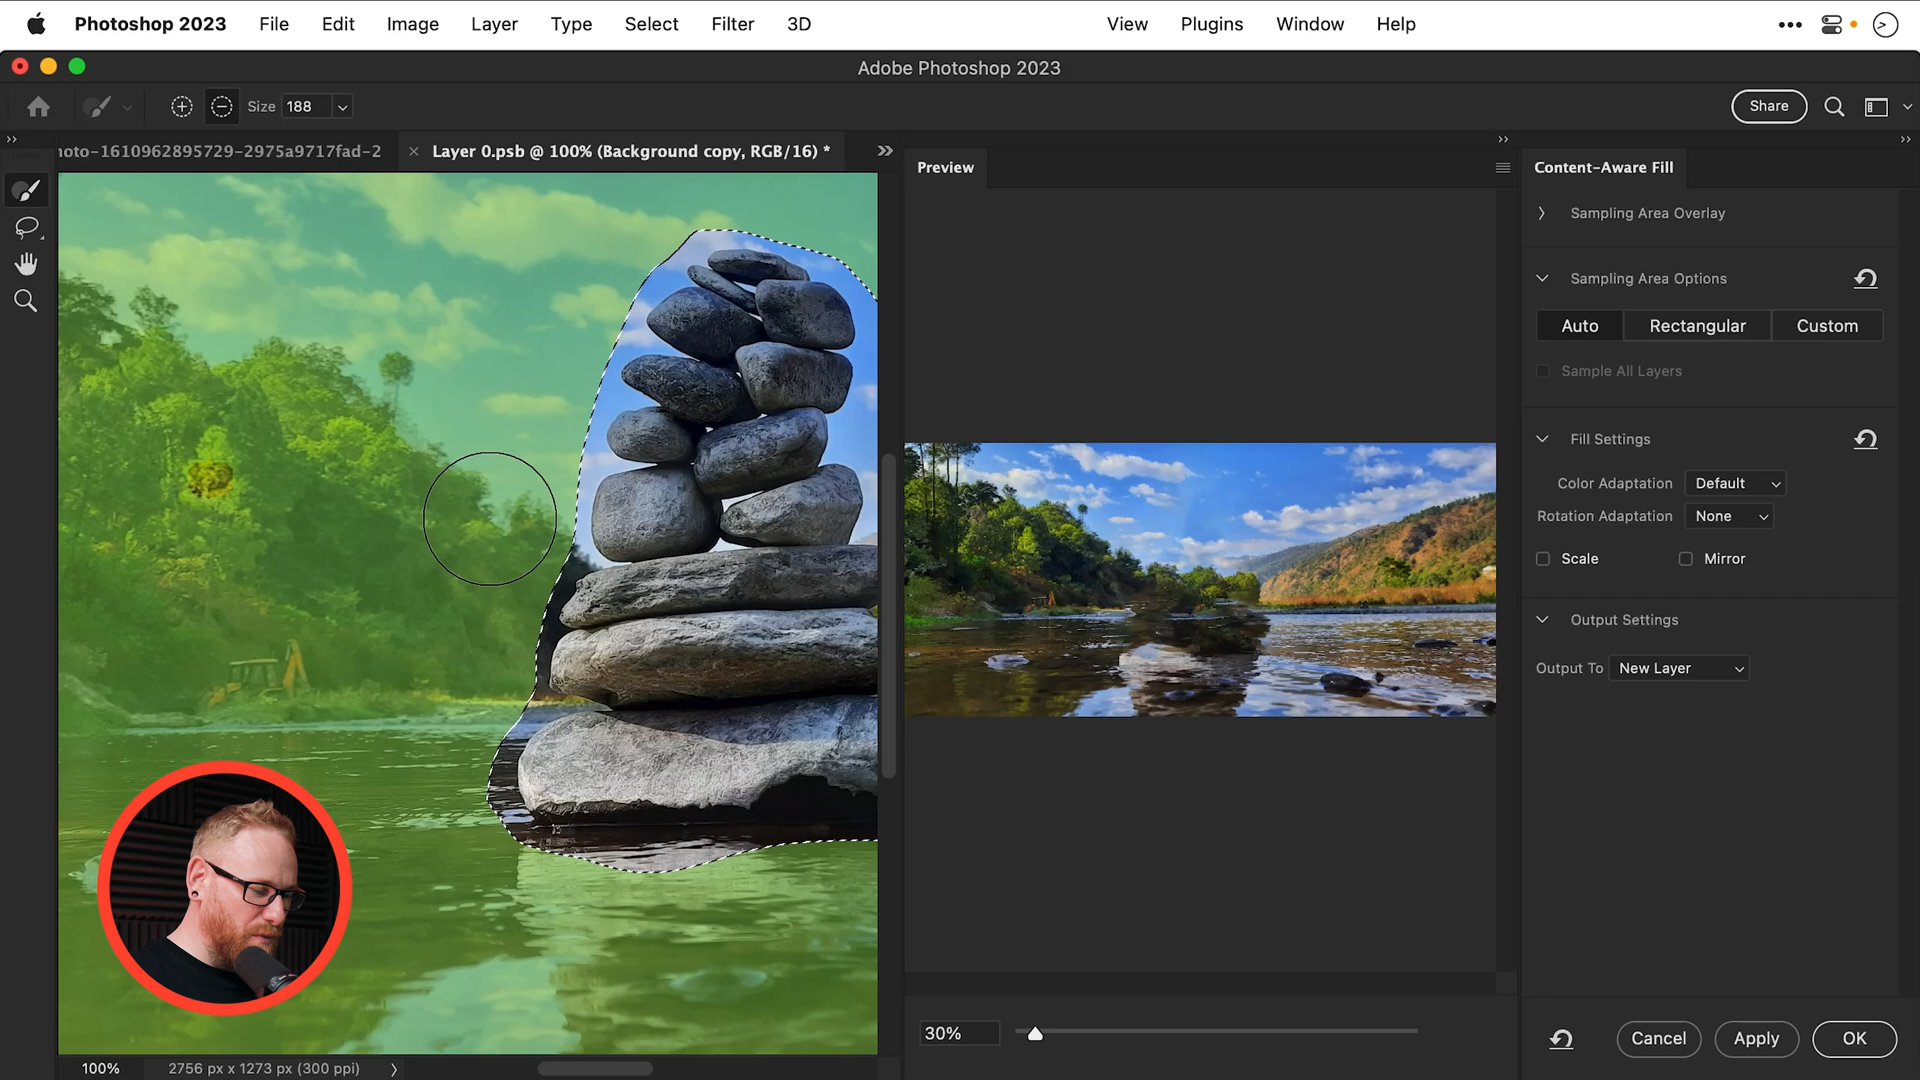 Photoshop 2023 File Edit Image Layer Type Select Filter 3D View Plugins Window Help
Adobe Photoshop 2023
Size 188 Share
hoto-1610962895729-2975a9717fad-2 Layer 0.psb @ 100% (Background copy, RGB/16) *
Preview
Content-Aware Fill
Sampling Area Overlay
Sampling Area Options
Auto Rectangular Custom
Sample All Layers
Fill Settings
Color Adaptation Default
Rotation Adaptation None
Scale Mirror
Output Settings
Output To New Layer
30%
Cancel Apply OK
100% 2756 px x 1273 px (300 ppi)